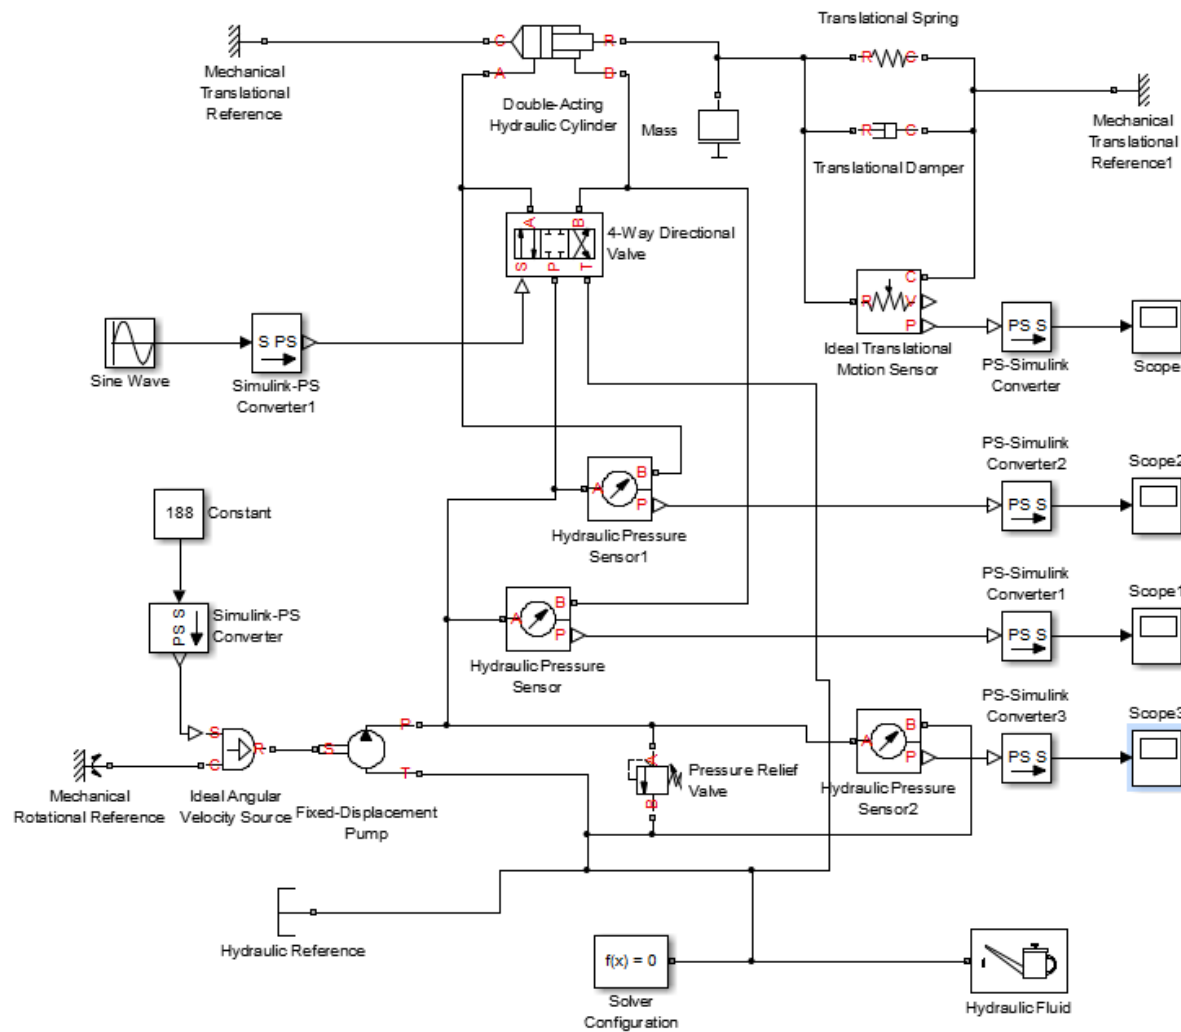 Translational Spring
C
R
R
C
A
B
Mechanical
Translational
Reference
Double-Acting
Hydraulic Cylinder
Mass
R
C
Translational Damper
Mechanical
Translational
Reference1
A
B
S
P
T
4-Way Directional
Valve
R
C
V
P
Ideal Translational
Motion Sensor
PS S
PS-Simulink
Converter
Scope
Sine Wave
S PS
Simulink-PS
Converter1
PS-Simulink
Converter2
Scope2
A
B
P
Hydraulic Pressure
Sensor1
PS S
188
Constant
PS-Simulink
Converter1
Scope1
PS S
Simulink-PS
Converter
A
B
P
Hydraulic Pressure
Sensor
PS S
PS-Simulink
Converter3
Scope3
S
C
R
S
P
T
Mechanical
Rotational Reference
Ideal Angular
Velocity Source
Fixed-Displacement
Pump
A
B
Pressure Relief
Valve
A
B
P
Hydraulic Pressure
Sensor2
PS S
Hydraulic Reference
f(x) = 0
Solver
Configuration
Hydraulic Fluid